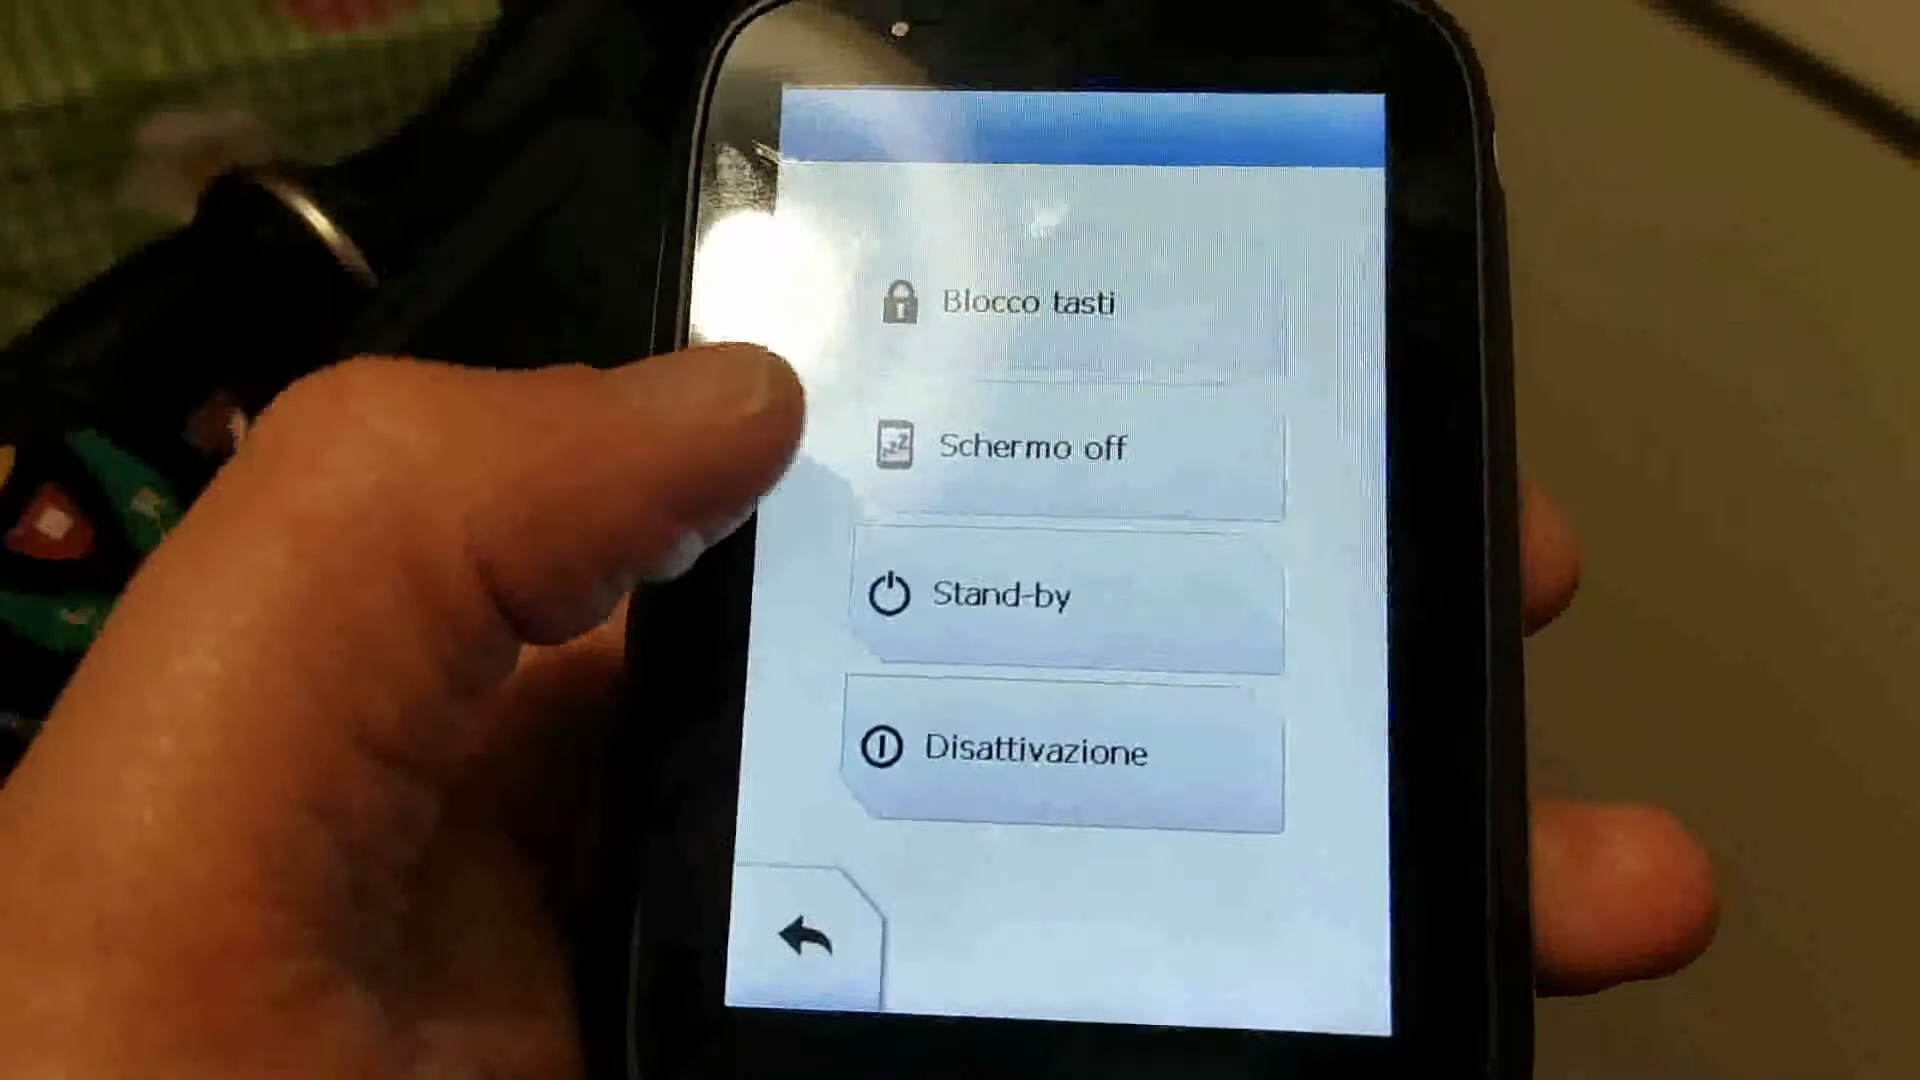 Blocco tasti
Schermo off
Stand-by
Disattivazione